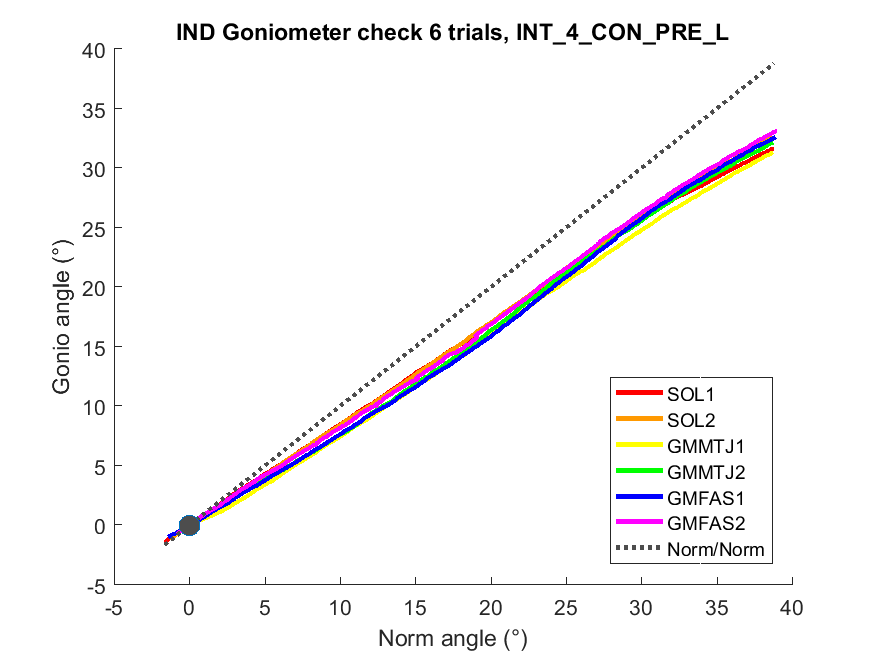 IND Goniometer check 6 trials, INT_4_CON_PRE_L
40
35
30
25
20
15
10
5
0
-5
Gonio angle (°)
-5 0 5 10 15 20 25 30 35 40
Norm angle (°)
SOL1
SOL2
GMMTJ1
GMMTJ2
GMFAS1
GMFAS2
Norm/Norm